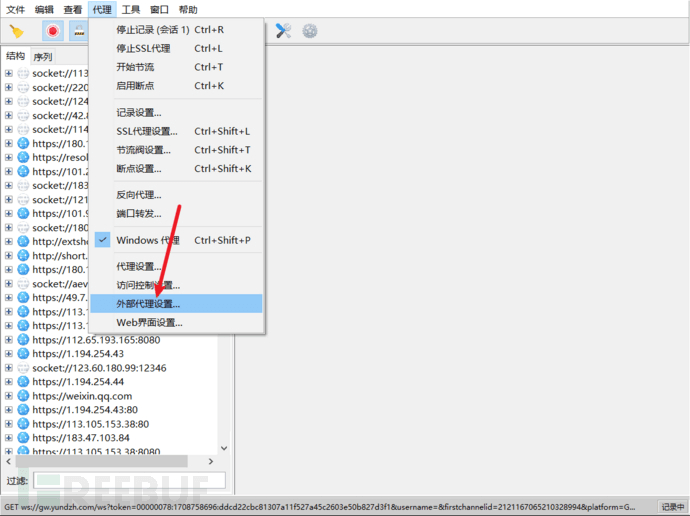 文件 编辑 查看 代理 工具 窗口 帮助
停止记录 (会话 1) Ctrl+R
停止SSL代理 Ctrl+L
开始节流 Ctrl+T
启用断点 Ctrl+K
记录设置...
SSL代理设置... Ctrl+Shift+L
节流阀设置... Ctrl+Shift+T
断点设置... Ctrl+Shift+K
反向代理...
端口转发...
Windows 代理 Ctrl+Shift+P
代理设置...
访问控制设置...
外部代理设置...
Web界面设置...
结构 序列
socket://113
socket://220
socket://124
socket://42.8
socket://114
https://180.1
https://resol
https://101.2
socket://183
socket://121
https://101.9
socket://180
http://extsh
http://short.
https://180.1
socket://aev
https://49.7.
https://113.1
https://113.
https://112.65.193.165:8080
https://1.194.254.43
socket://123.60.180.99:12346
https://1.194.254.44
https://weixin.qq.com
https://1.194.254.43:80
https://113.105.153.38:80
https://183.47.103.84
https://113.105.153.38:8080
过滤:
REEBUF
GET ws://gw.yundzh.com/ws?token=00000078:1708758696:ddcd22cbc81307a11f527a45c2603e50b827d3f1&username=&firstchannelid=2121167065210328994&platform=G... 记录中